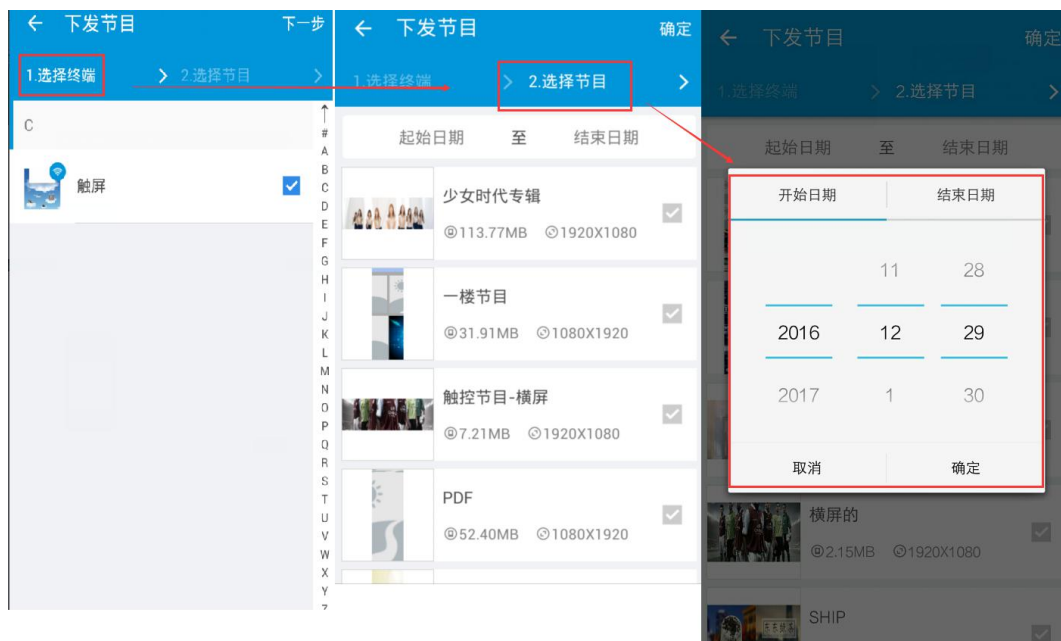 下发节目
下一步
1.选择终端
2.选择节目
C
触屏
#
A
B
C
D
E
F
G
H
I
J
K
L
M
N
O
P
Q
R
S
T
U
V
W
X
Y
Z
下发节目
确定
1.选择终端
2.选择节目
起始日期 至 结束日期
少女时代专辑
113.77MB 1920X1080
一楼节目
31.91MB 1080X1920
触控节目-横屏
7.21MB 1920X1080
PDF
52.40MB 1080X1920
下发节目
确定
1.选择终端
2.选择节目
起始日期 至 结束日期
开始日期 结束日期
11 28
2016 12 29
2017 1 30
取消 确定
横屏的
2.15MB 1920X1080
SHIP